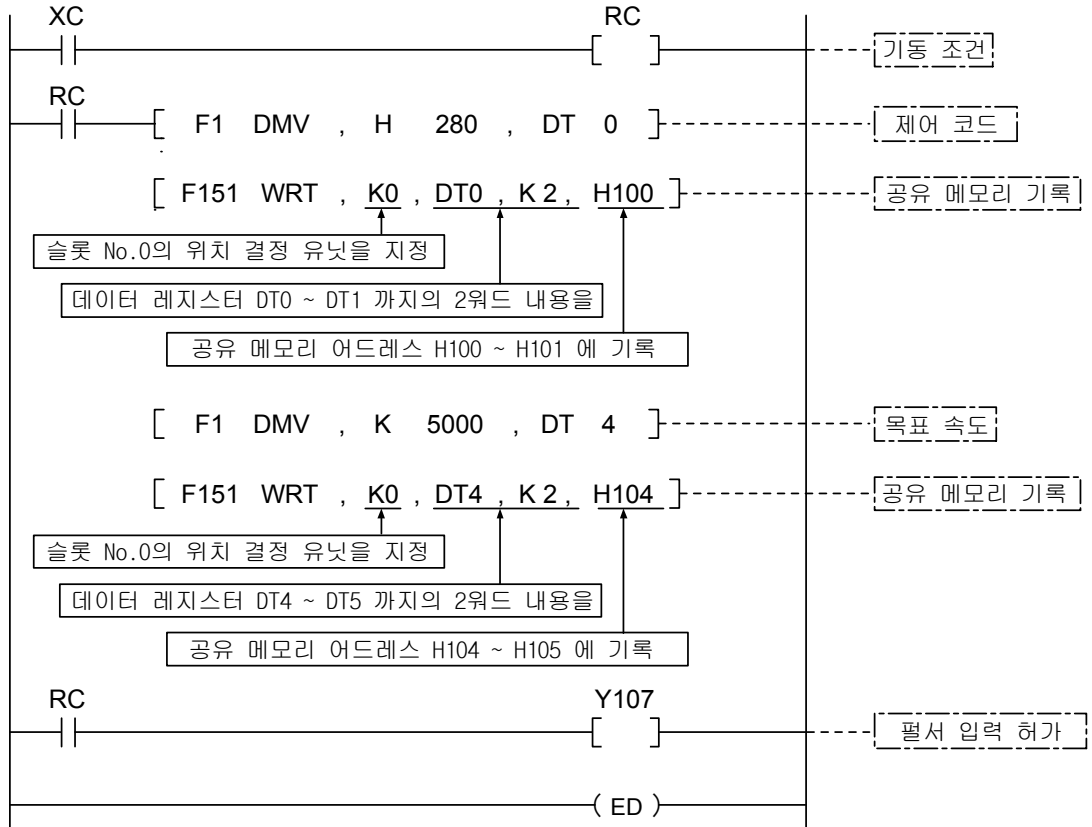 XC RC
기동 조건
RC
F1 DMV , H 280 , DT 0
제어 코드
F151 WRT , K0 , DT0 , K 2 , H100
공유 메모리 기록
슬롯 No.0의 위치 결정 유닛을 지정
데이터 레지스터 DT0 ~ DT1 까지의 2워드 내용을
공유 메모리 어드레스 H100 ~ H101 에 기록
F1 DMV , K 5000 , DT 4
목표 속도
F151 WRT , K0 , DT4 , K 2 , H104
공유 메모리 기록
슬롯 No.0의 위치 결정 유닛을 지정
데이터 레지스터 DT4 ~ DT5 까지의 2워드 내용을
공유 메모리 어드레스 H104 ~ H105 에 기록
RC Y107
펄서 입력 허가
( ED )